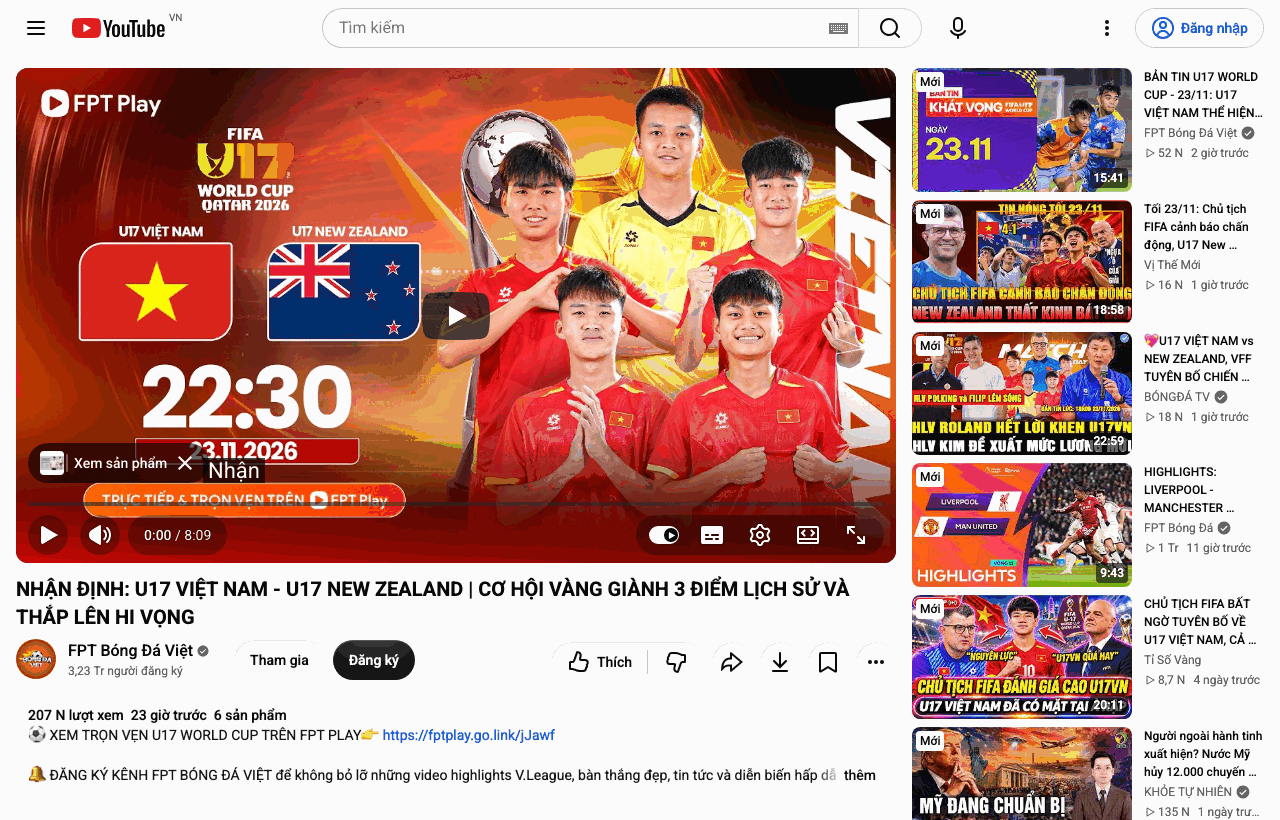 YouTube VN
Tìm kiếm
Đăng nhập
FPT Play
FIFA
U17
WORLD CUP
QATAR 2026
U17 VIỆT NAM
U17 NEW ZEALAND
VIETNAM
22:30
23.11.2026
Xem sản phẩm
Nhận
TRỰC TIẾP & TRỌN VẸN TRÊN FPT Play
0:00 / 8:09
NHẬN ĐỊNH: U17 VIỆT NAM - U17 NEW ZEALAND | CƠ HỘI VÀNG GIÀNH 3 ĐIỂM LỊCH SỬ VÀ
THẮP LÊN HI VỌNG
FPT Bóng Đá Việt
3,23 Tr người đăng ký
Tham gia
Đăng ký
Thích
207 N lượt xem 23 giờ trước 6 sản phẩm
XEM TRỌN VẸN U17 WORLD CUP TRÊN FPT PLAY👉 https://fptplay.go.link/jJawf
🔔 ĐĂNG KÝ KÊNH FPT BÓNG ĐÁ VIỆT để không bỏ lỡ những video highlights V.League, bàn thắng đẹp, tin tức và diễn biến hấp dẫ thêm
Mới
BẢN TIN
KHÁT VỌNG
NGÀY
23.11
15:41
BẢN TIN U17 WORLD
CUP - 23/11: U17
VIỆT NAM THỂ HIỆN…
FPT Bóng Đá Việt
52 N 2 giờ trước
Mới
TIN NÓNG TỐI 23/11
4-1
CHỦ TỊCH FIFA CẢNH BÁO CHẤN ĐỘNG
NEW ZEALAND THẤT KINH
18:58
Tối 23/11: Chủ tịch
FIFA cảnh báo chấn
động, U17 New …
Vị Thế Mới
16 N 1 giờ trước
Mới
MATCH
HLV POLKING và FILIP LÊN SÓNG
HLV ROLAND HẾT LỜI KHEN U17VN
HLV KIM ĐỀ XUẤT MỨC LƯƠNG
22:59
💖U17 VIỆT NAM vs
NEW ZEALAND, VFF
TUYÊN BỐ CHIẾN …
BÓNGĐÁ TV
18 N 1 giờ trước
Mới
LIVERPOOL
MAN UNITED
HIGHLIGHTS
9:43
HIGHLIGHTS:
LIVERPOOL -
MANCHESTER …
FPT Bóng Đá
1 Tr 11 giờ trước
Mới
"NGUYÊN LỰC"
"U17VN QUÁ HAY"
CHỦ TỊCH FIFA ĐÁNH GIÁ CAO U17VN
U17 VIỆT NAM ĐÃ CÓ MẶT TẠI
20:11
CHỦ TỊCH FIFA BẤT
NGỜ TUYÊN BỐ VỀ
U17 VIỆT NAM, CẢ …
Tỉ Số Vàng
8,7 N 4 ngày trước
Mới
MỸ ĐANG CHUẨN BỊ
Người ngoài hành tinh
xuất hiện? Nước Mỹ
hủy 12.000 chuyến …
KHỎE TỰ NHIÊN
135 N 1 ngày trư…